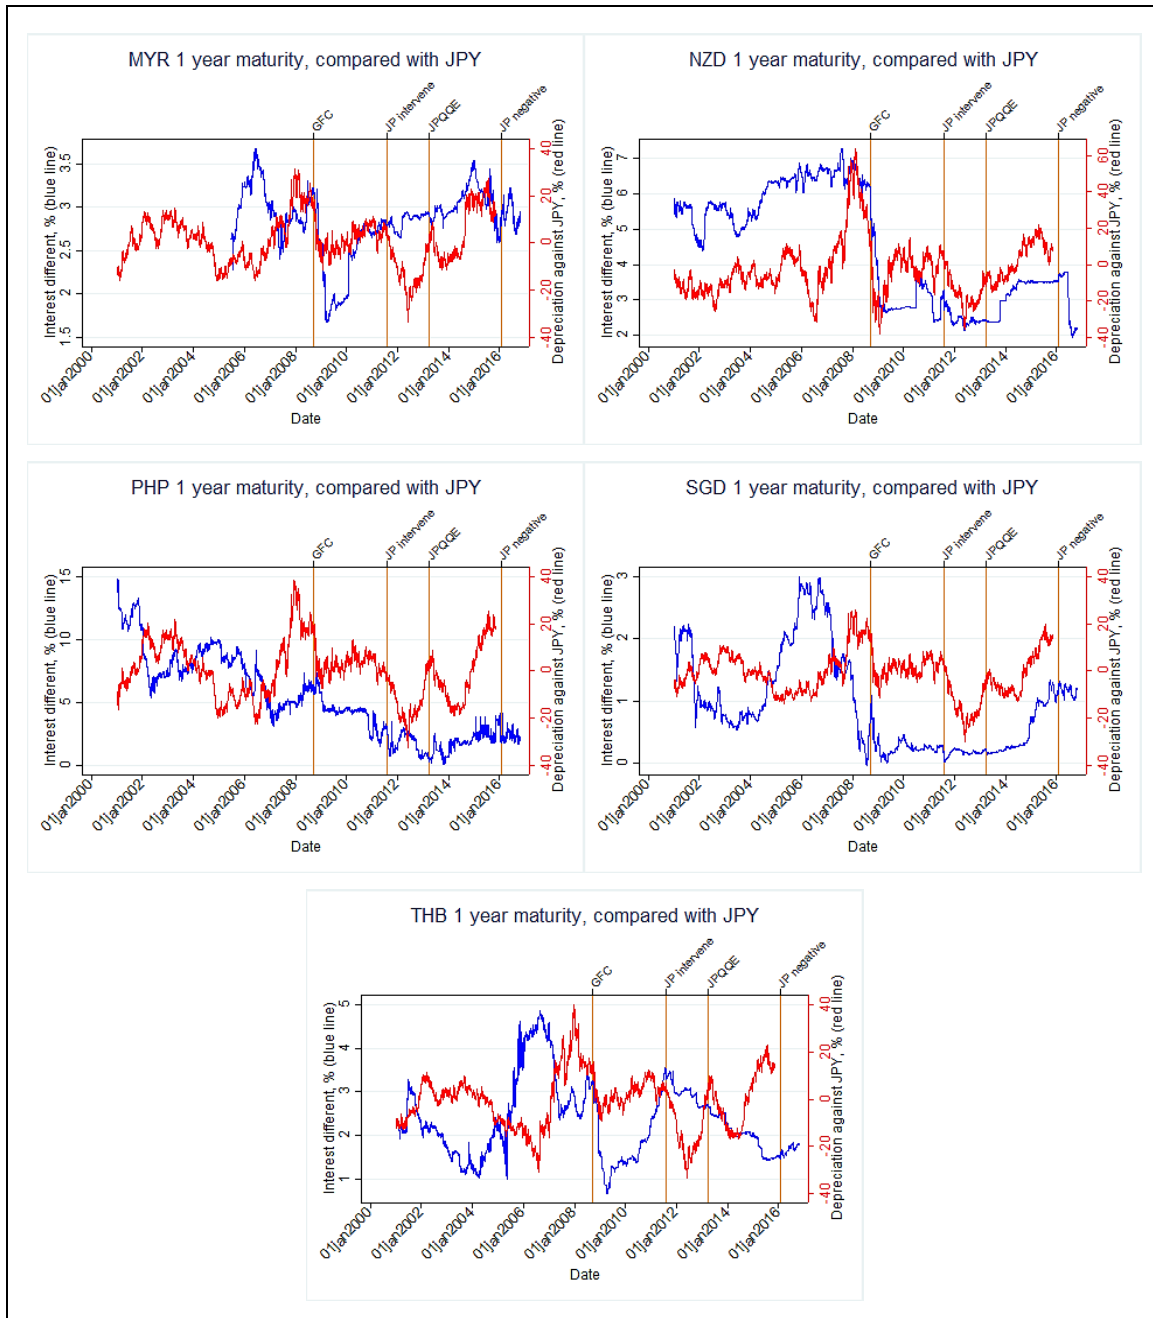 MYR 1 year maturity, compared with JPY
GFC
JP intervene
JPQQE
JP negative
Interest different, % (blue line)
1.5
2
2.5
3
3.5
Depreciation against JPY, % (red line)
-40
-20
0
20
40
01jan2000
01jan2002
01jan2004
01jan2006
01jan2008
01jan2010
01jan2012
01jan2014
01jan2016
Date
NZD 1 year maturity, compared with JPY
GFC
JP intervene
JPQQE
JP negative
Interest different, % (blue line)
2
3
4
5
6
7
Depreciation against JPY, % (red line)
-40
-20
0
20
40
60
01jan2000
01jan2002
01jan2004
01jan2006
01jan2008
01jan2010
01jan2012
01jan2014
01jan2016
Date
PHP 1 year maturity, compared with JPY
GFC
JP intervene
JPQQE
JP negative
Interest different, % (blue line)
0
5
10
15
Depreciation against JPY, % (red line)
-40
-20
0
20
40
01jan2000
01jan2002
01jan2004
01jan2006
01jan2008
01jan2010
01jan2012
01jan2014
01jan2016
Date
SGD 1 year maturity, compared with JPY
GFC
JP intervene
JPQQE
JP negative
Interest different, % (blue line)
0
1
2
3
Depreciation against JPY, % (red line)
-40
-20
0
20
40
01jan2000
01jan2002
01jan2004
01jan2006
01jan2008
01jan2010
01jan2012
01jan2014
01jan2016
Date
THB 1 year maturity, compared with JPY
GFC
JP intervene
JPQQE
JP negative
Interest different, % (blue line)
1
2
3
4
5
Depreciation against JPY, % (red line)
-40
-20
0
20
40
01jan2000
01jan2002
01jan2004
01jan2006
01jan2008
01jan2010
01jan2012
01jan2014
01jan2016
Date